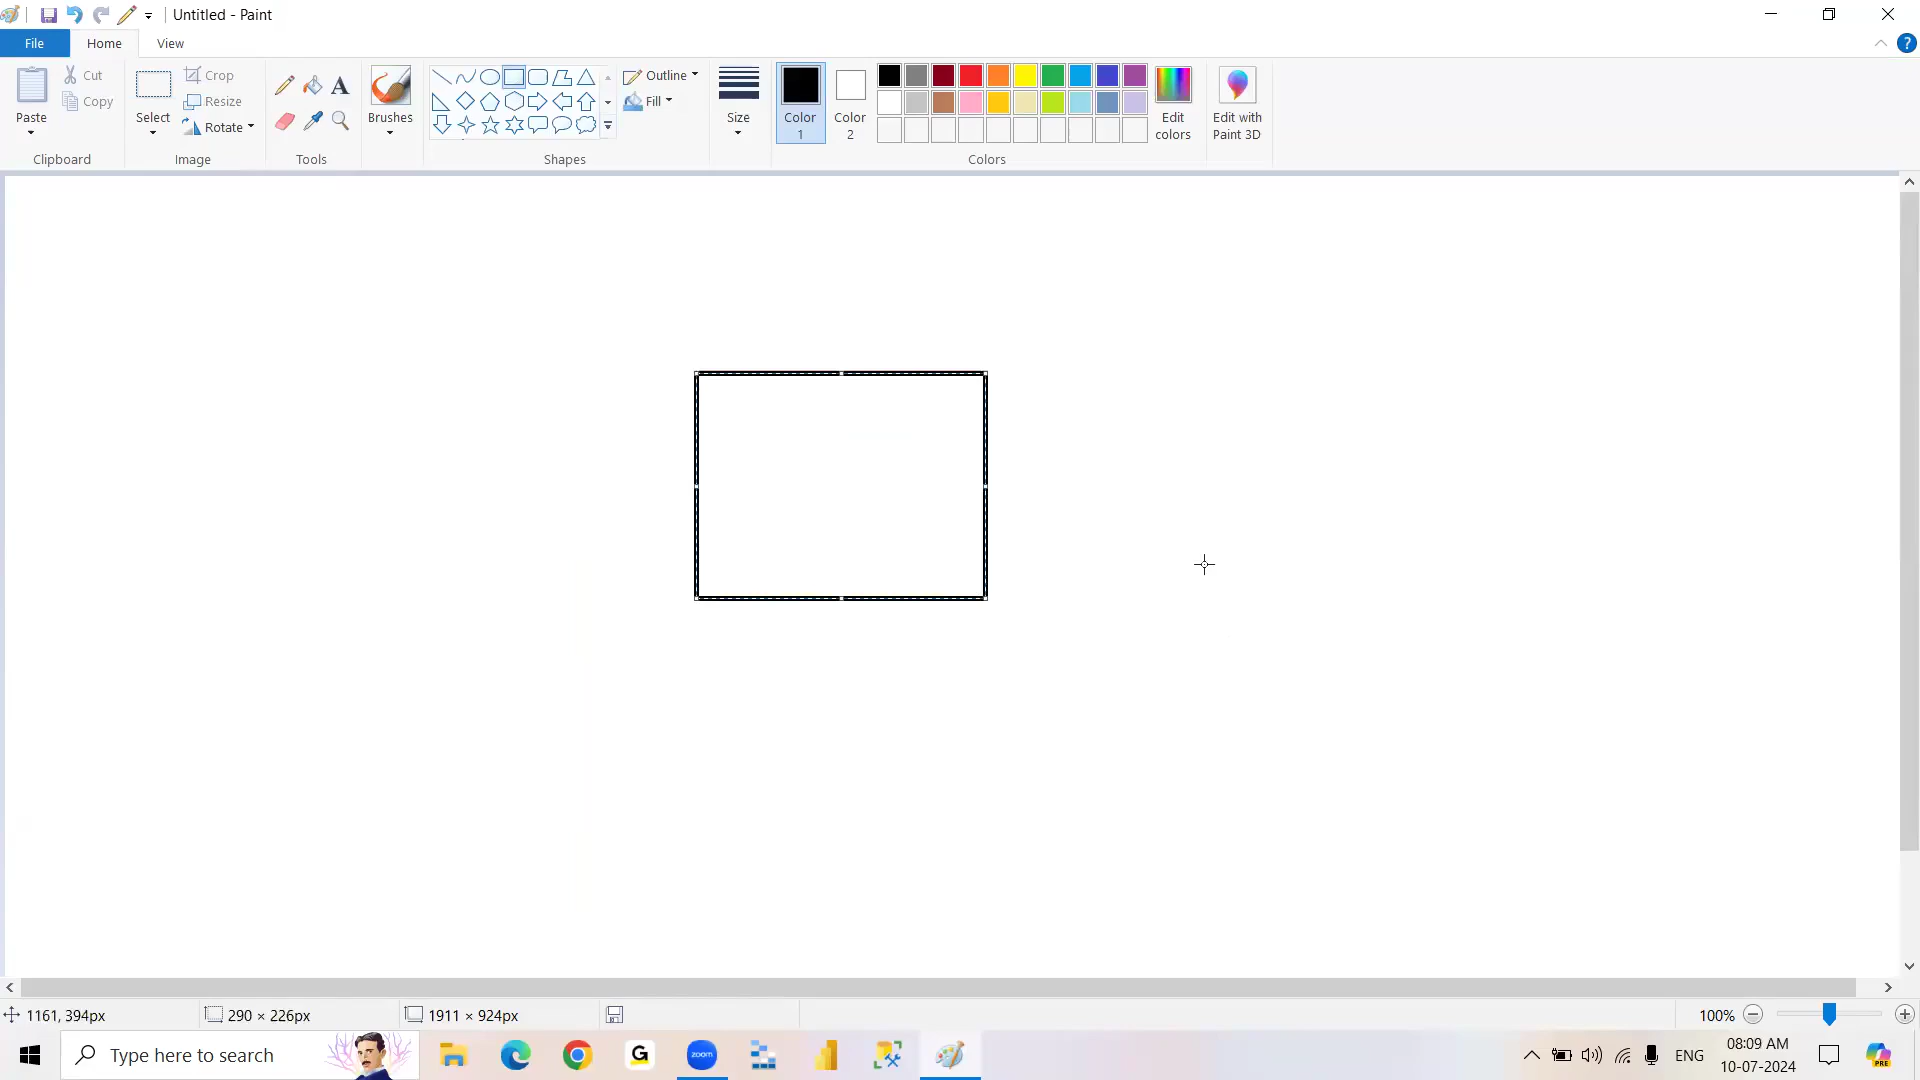 Untitled - Paint
File
Home
View
Paste
Cut
Copy
Clipboard
Select
Crop
Resize
Rotate
Image
A
Tools
Brushes
Outline
Fill
Shapes
Size
Color
1
Color
2
Edit
colors
Colors
Edit with
Paint 3D
?
1161, 394px
290 × 226px
1911 × 924px
100%
Type here to search
G
zoom
ENG
08:09 AM
10-07-2024
PRE